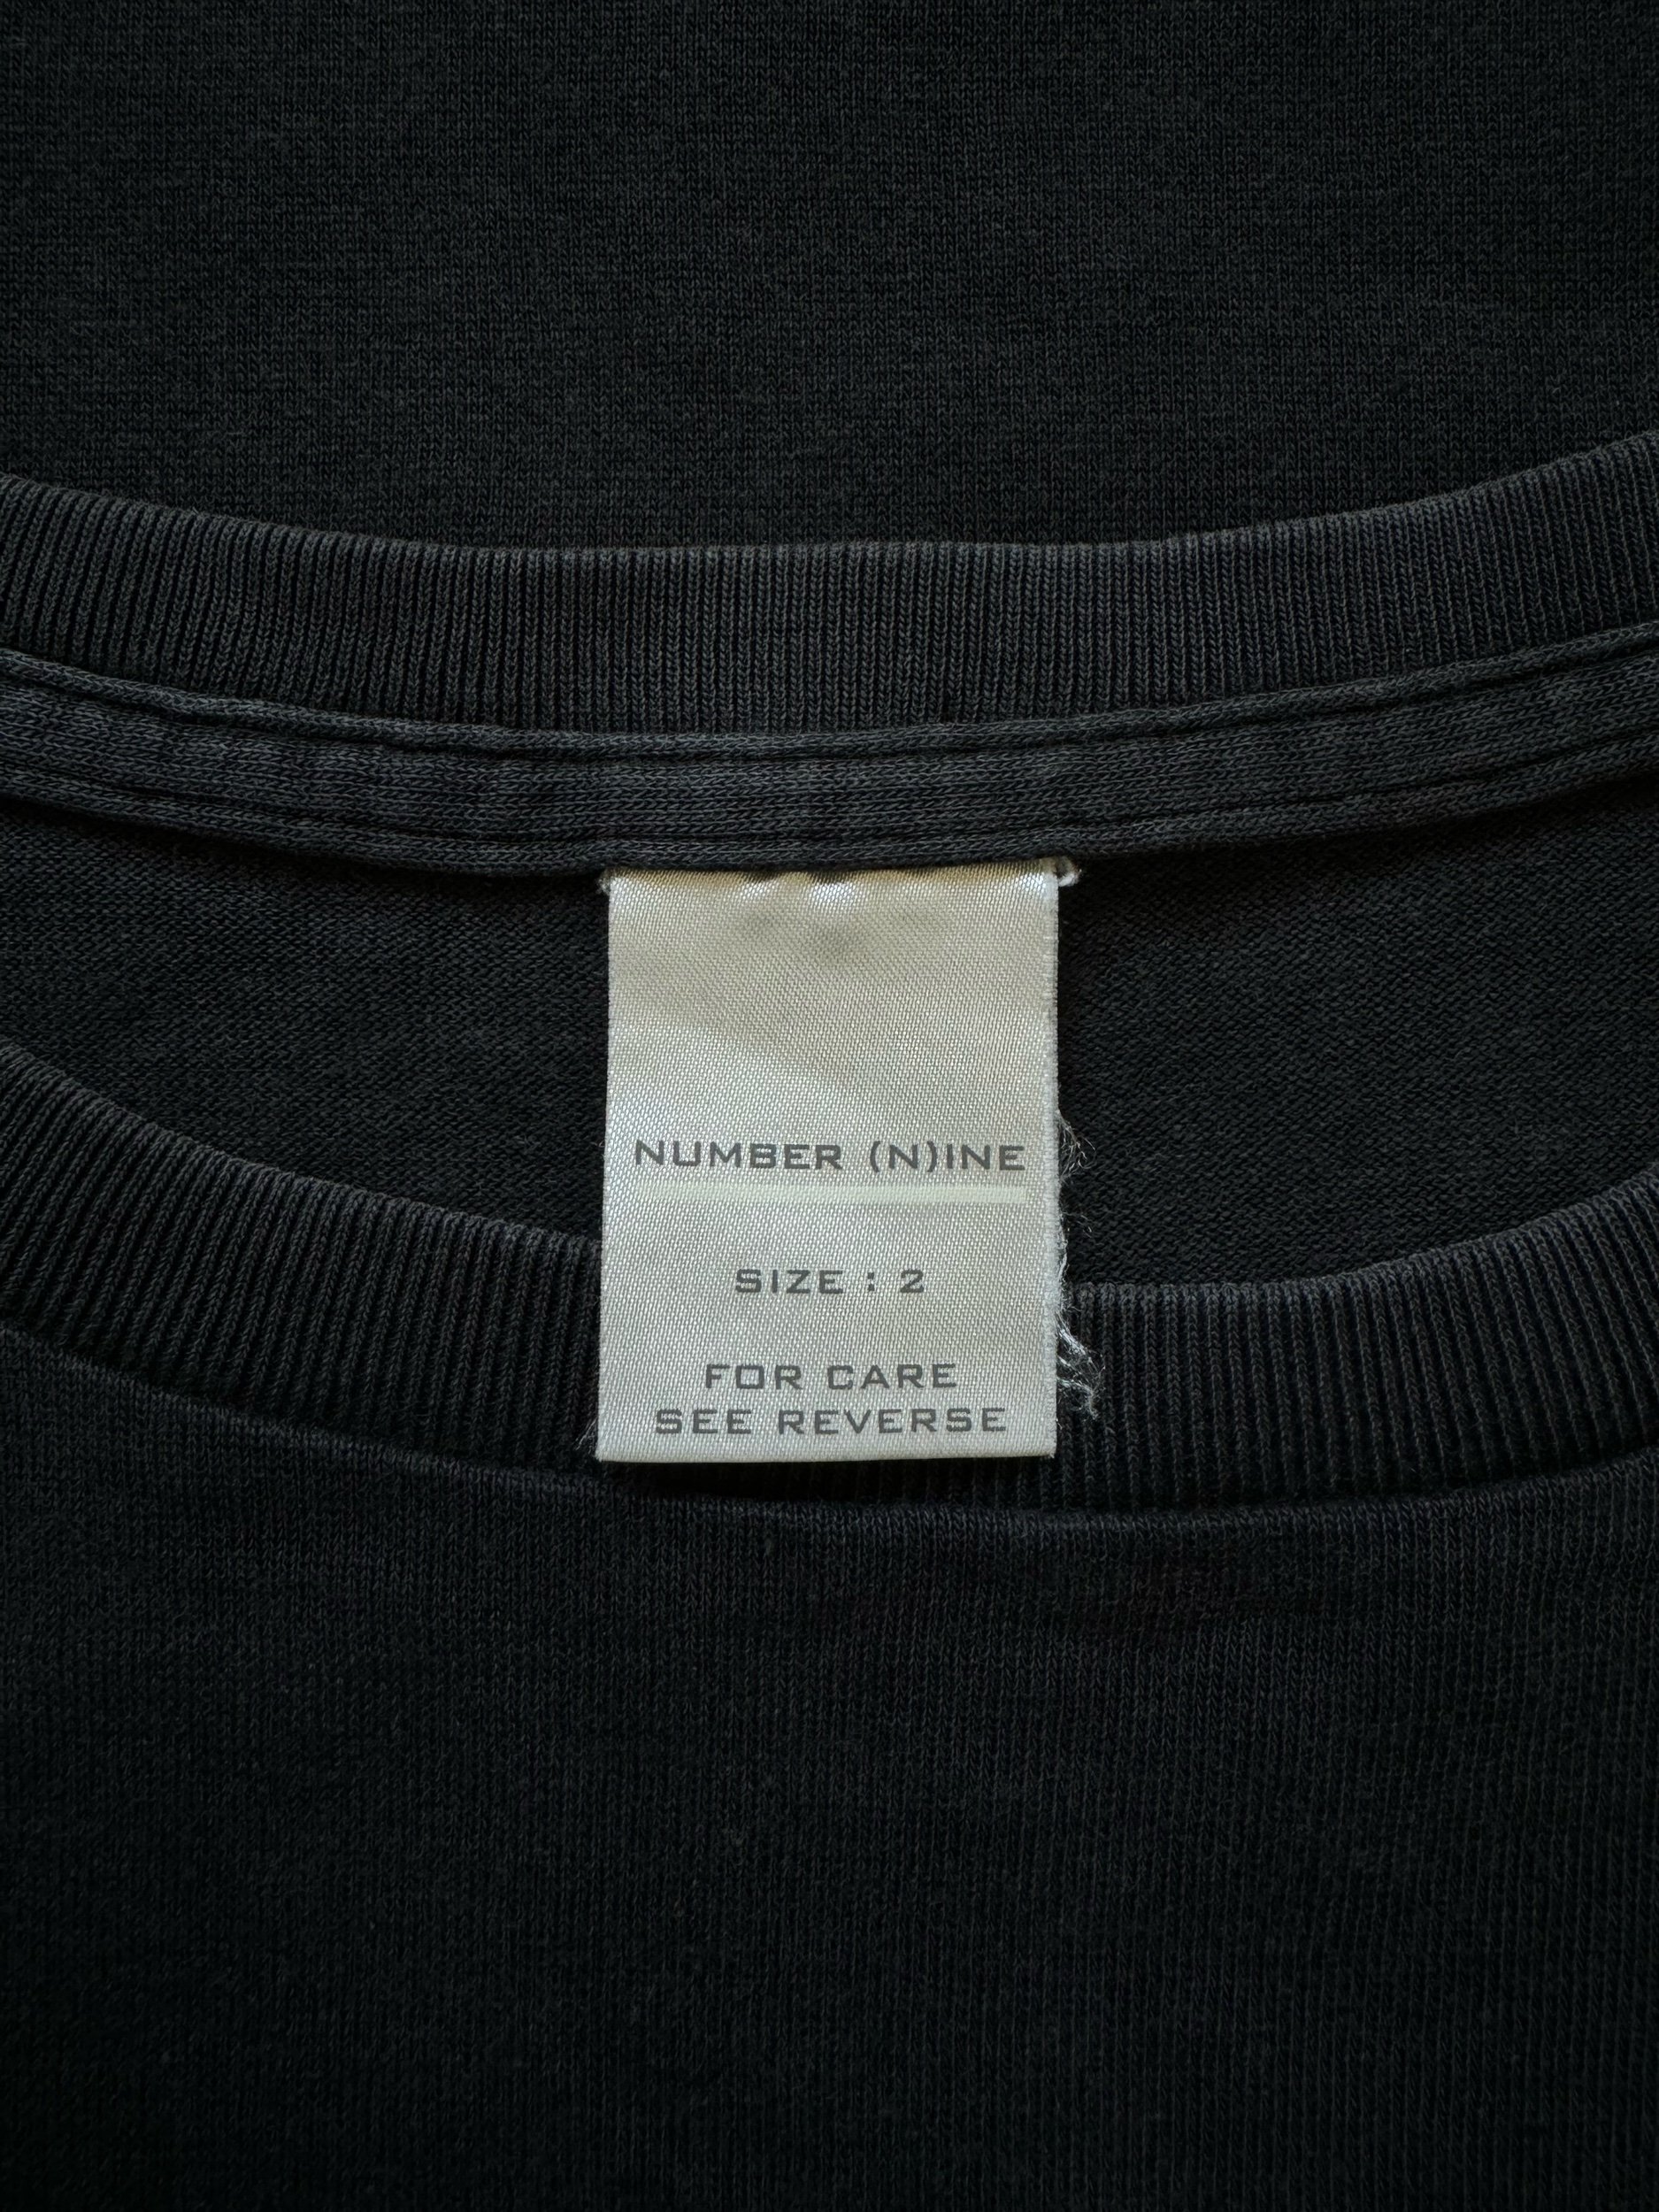 NUMBER (N)INE
SIZE : 2
FOR CARE
SEE REVERSE